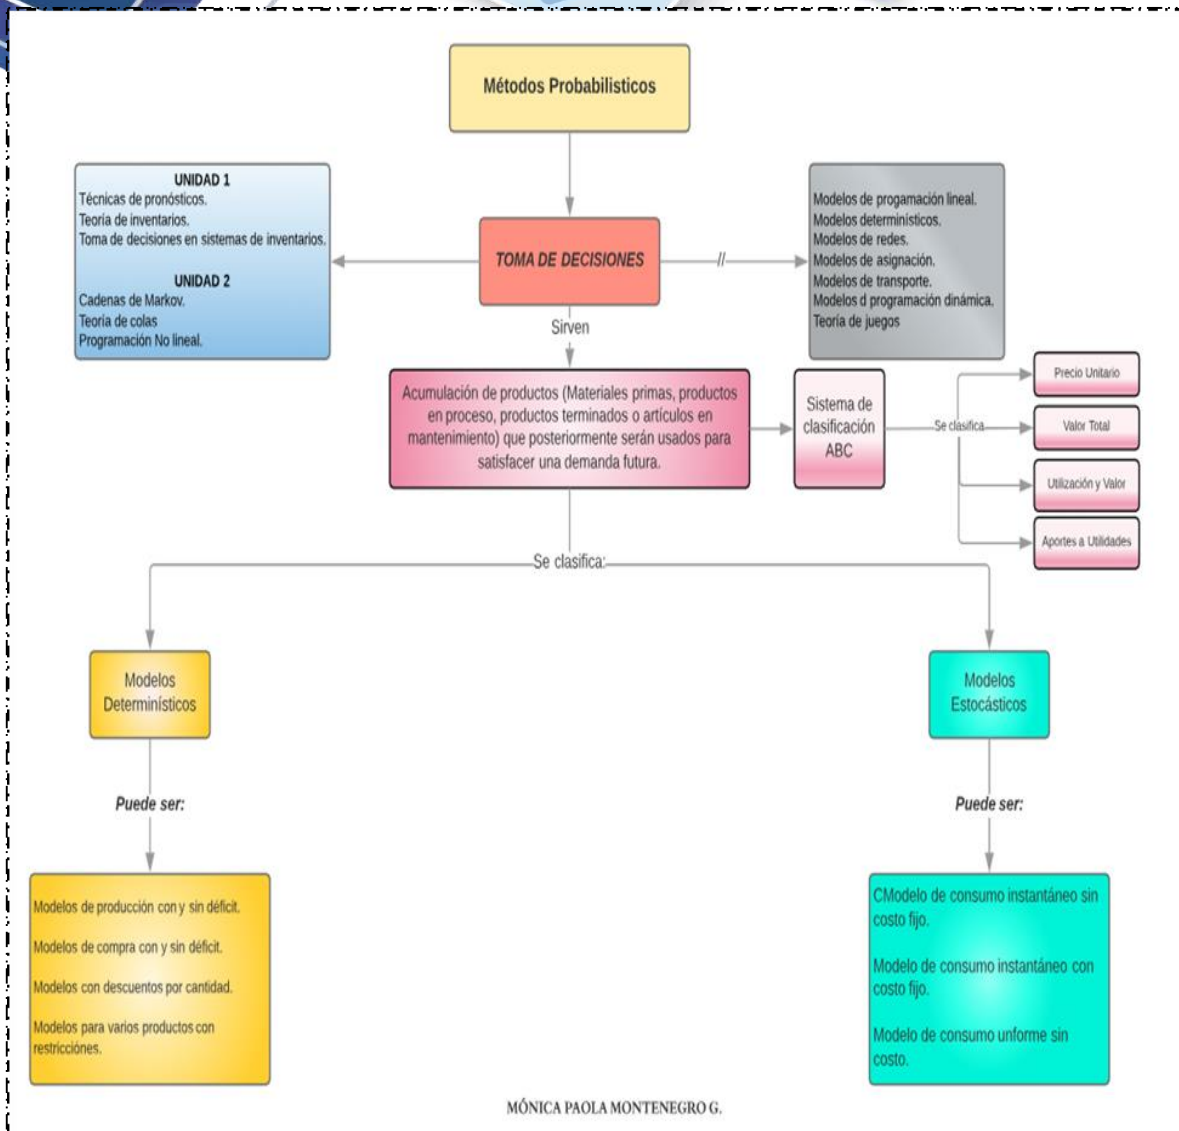 Métodos Probabilisticos
UNIDAD 1
Técnicas de pronósticos.
Teoría de inventarios.
Toma de decisiones en sistemas de inventarios.
UNIDAD 2
Cadenas de Markov.
Teoría de colas
Programación No lineal.
TOMA DE DECISIONES
//
Modelos de progamación lineal.
Modelos determinísticos.
Modelos de redes.
Modelos de asignación.
Modelos de transporte.
Modelos d programación dinámica.
Teoría de juegos
Sirven
Acumulación de productos (Materiales primas, productos
en proceso, productos terminados o artículos en
mantenimiento) que posteriormente serán usados para
satisfacer una demanda futura.
Sistema de
clasificación
ABC
Se clasifica
Precio Unitario
Valor Total
Utilización y Valor
Aportes a Utilidades
Se clasifica:
Modelos
Determinísticos
Modelos
Estocásticos
Puede ser:
Puede ser:
Modelos de producción con y sin déficit.
Modelos de compra con y sin déficit.
Modelos con descuentos por cantidad.
Modelos para varios productos con
restricciónes.
CModelo de consumo instantáneo sin
costo fijo.
Modelo de consumo instantáneo con
costo fijo.
Modelo de consumo unforme sin
costo.
MÓNICA PAOLA MONTENEGRO G.